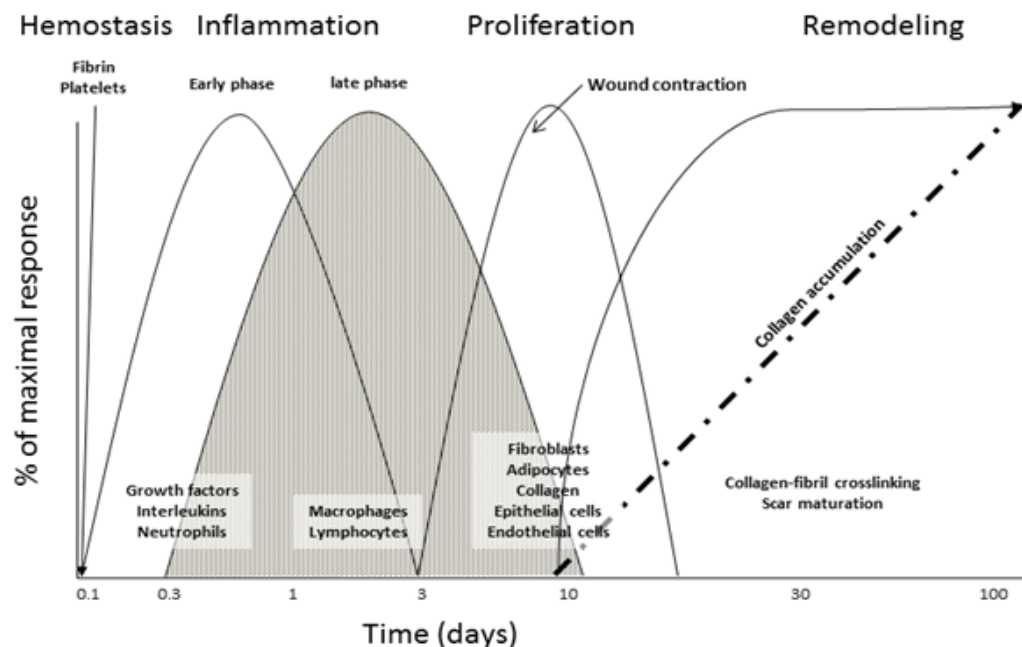 Hemostasis Inflammation Proliferation Remodeling
Fibrin
Platelets
Early phase
late phase
Wound contraction
% of maximal response
Collagen accumulation
Growth factors
Interleukins
Neutrophils
Macrophages
Lymphocytes
Fibroblasts
Adipocytes
Collagen
Epithelial cells
Endothelial cells
Collagen-fibril crosslinking
Scar maturation
0.1 0.3 1 3 10 30 100
Time (days)